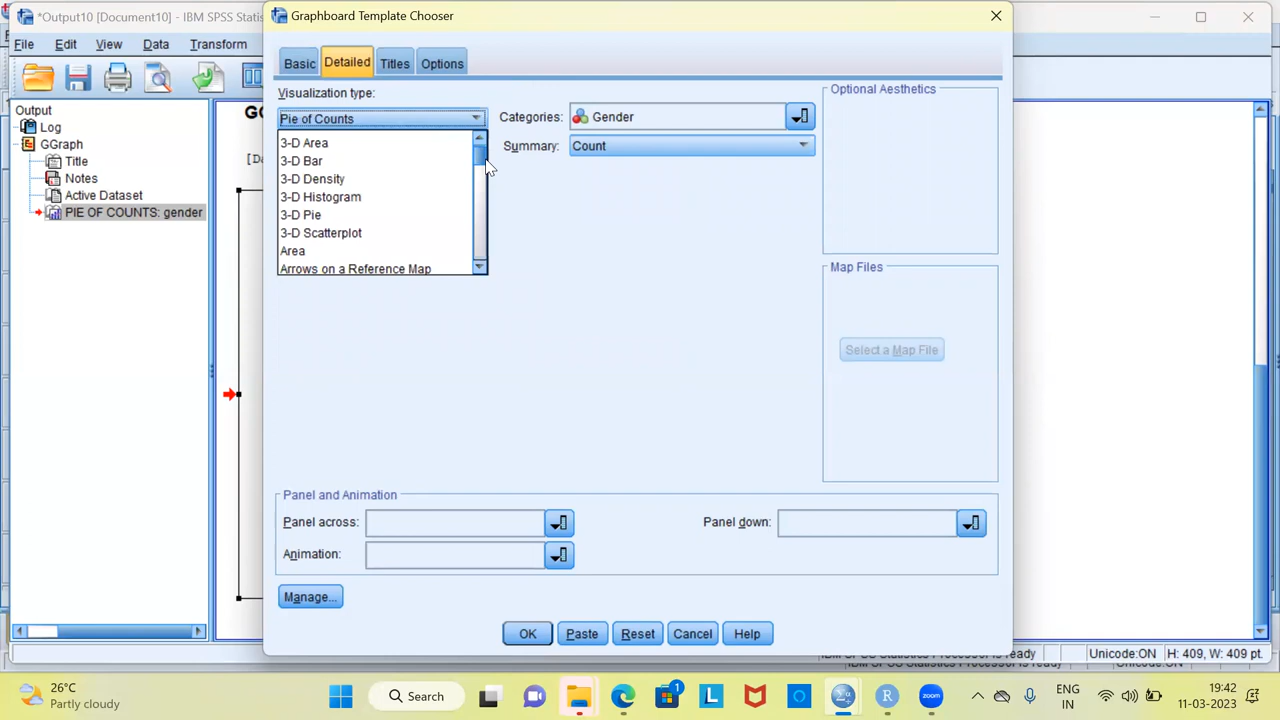 *Output10 [Document10] - IBM SPSS Statis
Graphboard Template Chooser
File Edit View Data Transform
Basic Detailed Titles Options
Visualization type:
Optional Aesthetics
Pie of Counts
Categories: Gender
Summary: Count
3-D Area
3-D Bar
3-D Density
3-D Histogram
3-D Pie
3-D Scatterplot
Area
Arrows on a Reference Map
Output
Log
GGraph
Title
Notes
Active Dataset
PIE OF COUNTS: gender
Map Files
Select a Map File
Panel and Animation
Panel across:
Panel down:
Animation:
Manage...
OK Paste Reset Cancel Help
Unicode:ON H: 409, W: 409 pt.
26°C
Partly cloudy
Search
1
ENG
IN
19:42
11-03-2023